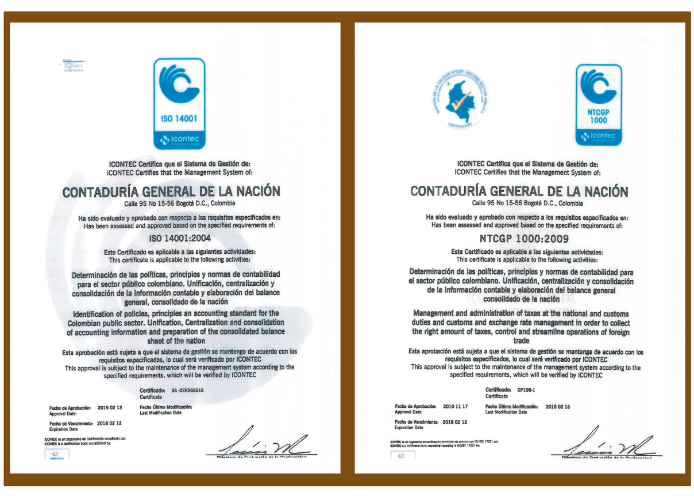 ISO 14001
icontec
ICONTEC Certifica que el Sistema de Gestión de:
ICONTEC Certifies that the Management System of:
CONTADURÍA GENERAL DE LA NACIÓN
Calle 95 No 15-56 Bogotá D.C., Colombia
Ha sido evaluado y aprobado con respecto a los requisitos especificados en:
Has been assessed and approved based on the specified requirements of:
ISO 14001:2004
Este Certificado es aplicable a las siguientes actividades:
This certificate is applicable to the following activities:
Determinación de las políticas, principios y normas de contabilidad
para el sector público colombiano. Unificación, centralización y
consolidación de la información contable y elaboración del balance
general, consolidado de la nación
Identification of policies, principles an accounting standard for the
Colombian public sector. Unification, Centralization and consolidation
of accounting information and preparation of the consolidated balance
sheet of the nation
Esta aprobación está sujeta a que el sistema de gestión se mantenga de acuerdo con los
requisitos especificados, lo cual será verificado por ICONTEC
This approval is subject to the maintenance of the management system according to the
specified requirements, which will be verified by ICONTEC
Certificado:
Certificate
Fecha de Aprobación: 2015 02 13
Approval Date:
Fecha Última Modificación:
Last Modification Date
Fecha de Vencimiento: 2018 02 12
Expiration Date
NTCGP
1000
icontec
ICONTEC Certifica que el Sistema de Gestión de:
ICONTEC Certifies that the Management System of:
CONTADURÍA GENERAL DE LA NACIÓN
Calle 95 No 15-56 Bogotá D.C., Colombia
Ha sido evaluado y aprobado con respecto a los requisitos especificados en:
Has been assessed and approved based on the specified requirements of:
NTCGP 1000:2009
Este Certificado es aplicable a las siguientes actividades:
This certificate is applicable to the following activities:
Determinación de las políticas, principios y normas de contabilidad para
el sector público colombiano. Unificación, centralización y consolidación
de la información contable y elaboración del balance general
consolidado de la nación
Management and administration of taxes at the national and customs
duties and customs and exchange rate management in order to collect
the right amount of taxes, control and streamline operations of foreign
trade
Esta aprobación está sujeta a que el sistema de gestión se mantenga de acuerdo con los
requisitos especificados, lo cual será verificado por ICONTEC
This approval is subject to the maintenance of the management system according to the
specified requirements, which will be verified by ICONTEC
Certificado: GP198-1
Certificate
Fecha de Aprobación: 2010 11 17
Approval Date:
Fecha Última Modificación: 2015 02 13
Last Modification Date
Fecha de Vencimiento: 2018 02 12
Expiration Date